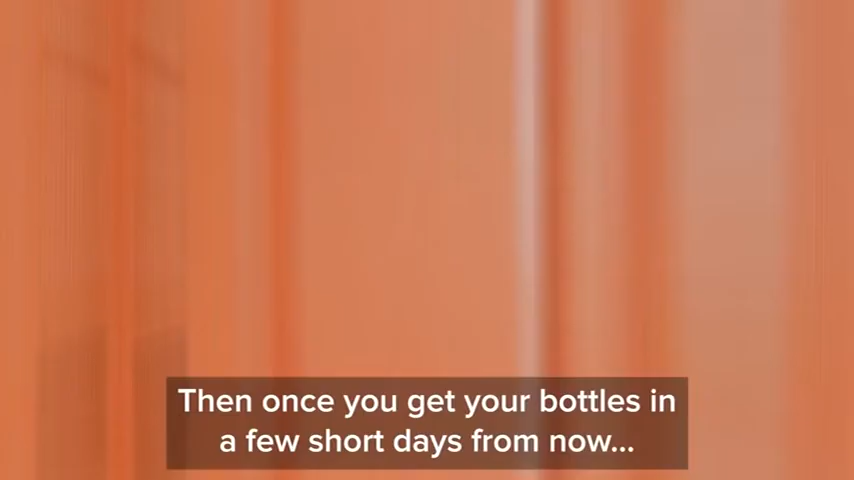 Then once you get your bottles in
a few short days from now...